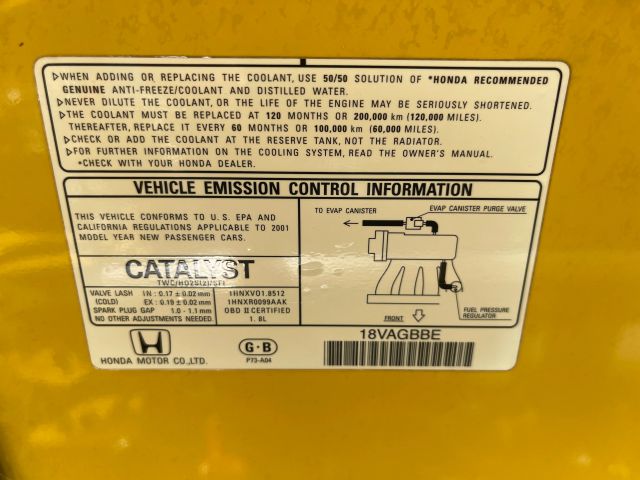 ▷WHEN ADDING OR REPLACING THE COOLANT, USE 50/50 SOLUTION OF *HONDA RECOMMENDED
GENUINE ANTI-FREEZE/COOLANT AND DISTILLED WATER.
▷NEVER DILUTE THE COOLANT, OR THE LIFE OF THE ENGINE MAY BE SERIOUSLY SHORTENED.
▷THE COOLANT MUST BE REPLACED AT 120 MONTHS OR 200,000 km (120,000 MILES).
THEREAFTER, REPLACE IT EVERY 60 MONTHS OR 100,000 km (60,000 MILES).
▷CHECK OR ADD THE COOLANT AT THE RESERVE TANK, NOT THE RADIATOR.
▷FOR FURTHER INFORMATION ON THE COOLING SYSTEM, READ THE OWNER'S MANUAL.
*CHECK WITH YOUR HONDA DEALER.
VEHICLE EMISSION CONTROL INFORMATION
THIS VEHICLE CONFORMS TO U.S. EPA AND
CALIFORNIA REGULATIONS APPLICABLE TO 2001
MODEL YEAR NEW PASSENGER CARS.
CATALYST
TWC/HO2S(2)/SFI
VALVE LASH IN : 0.17 ± 0.02 mm
(COLD) EX : 0.19 ± 0.02 mm
SPARK PLUG GAP 1.0 - 1.1 mm
NO OTHER ADJUSTMENTS NEEDED.
1HNXV01.8512
1HNXR0099AAK
OBD II CERTIFIED
1. 8L
TO EVAP CANISTER
EVAP CANISTER PURGE VALVE
FRONT
FUEL PRESSURE
REGULATOR
HONDA MOTOR CO.,LTD.
G·B
P73-A04
18VAGBBE